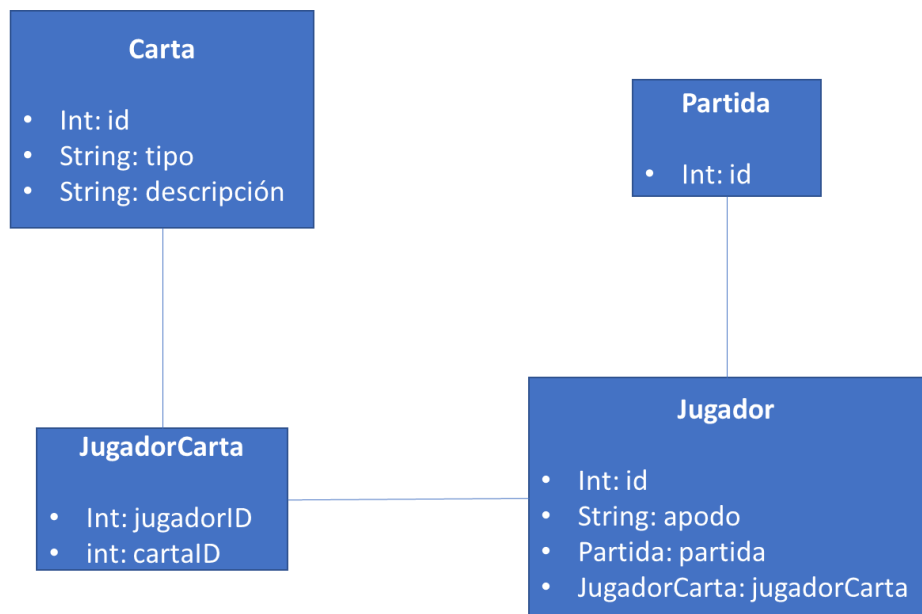 Carta
• Int: id
• String: tipo
• String: descripción
Partida
• Int: id
JugadorCarta
• Int: jugadorID
• int: cartaID
Jugador
• Int: id
• String: apodo
• Partida: partida
• JugadorCarta: jugadorCarta